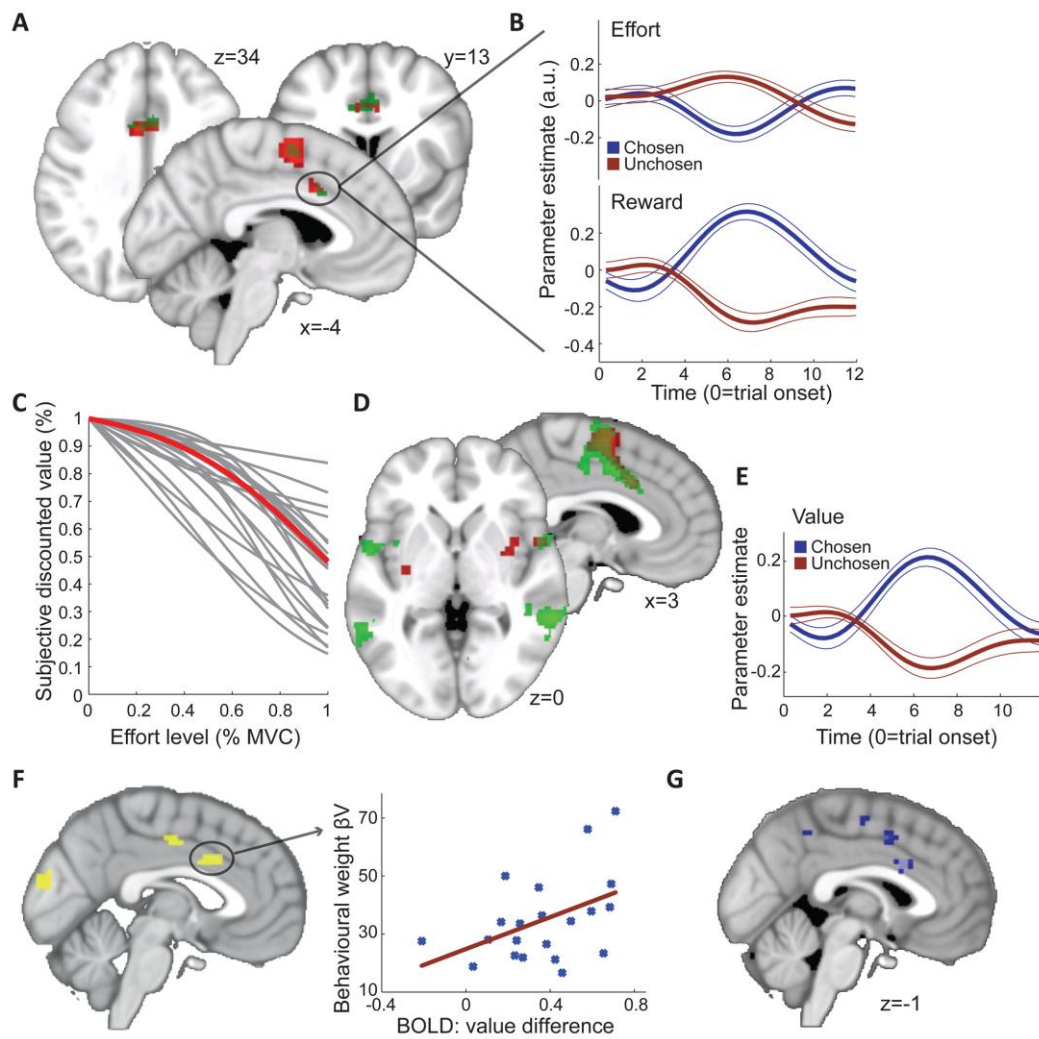 A
z=34
y=13
x=-4
B
Effort
0.2
0
-0.2
Chosen
Unchosen
Parameter estimate (a.u.)
Reward
0.2
0
-0.2
-0.4
0 2 4 6 8 10 12
Time (0=trial onset)
C
Subjective discounted value (%)
1
0.9
0.8
0.7
0.6
0.5
0.4
0.3
0.2
0.1
0
0 0.2 0.4 0.6 0.8 1
Effort level (% MVC)
D
x=3
z=0
E
Value
Chosen
Unchosen
Parameter estimate
0.2
0
-0.2
0 2 4 6 8 10
Time (0=trial onset)
F
Behavioural weight βV
70
50
30
10
-0.4 0 0.4 0.8
BOLD: value difference
G
z=-1